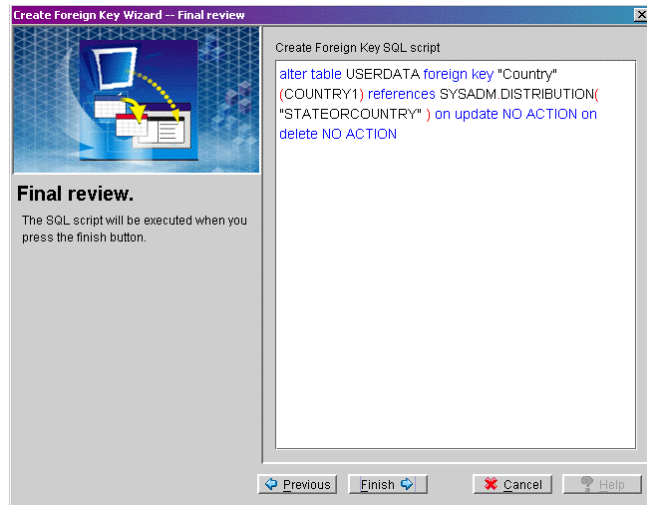 Create Foreign Key Wizard -- Final review
Create Foreign Key SQL script
alter table USERDATA foreign key "Country"
(COUNTRY1) references SYSADM.DISTRIBUTION(
"STATEORCOUNTRY" ) on update NO ACTION on
delete NO ACTION
Final review.
The SQL script will be executed when you
press the finish button.
Previous
Finish
Cancel
Help